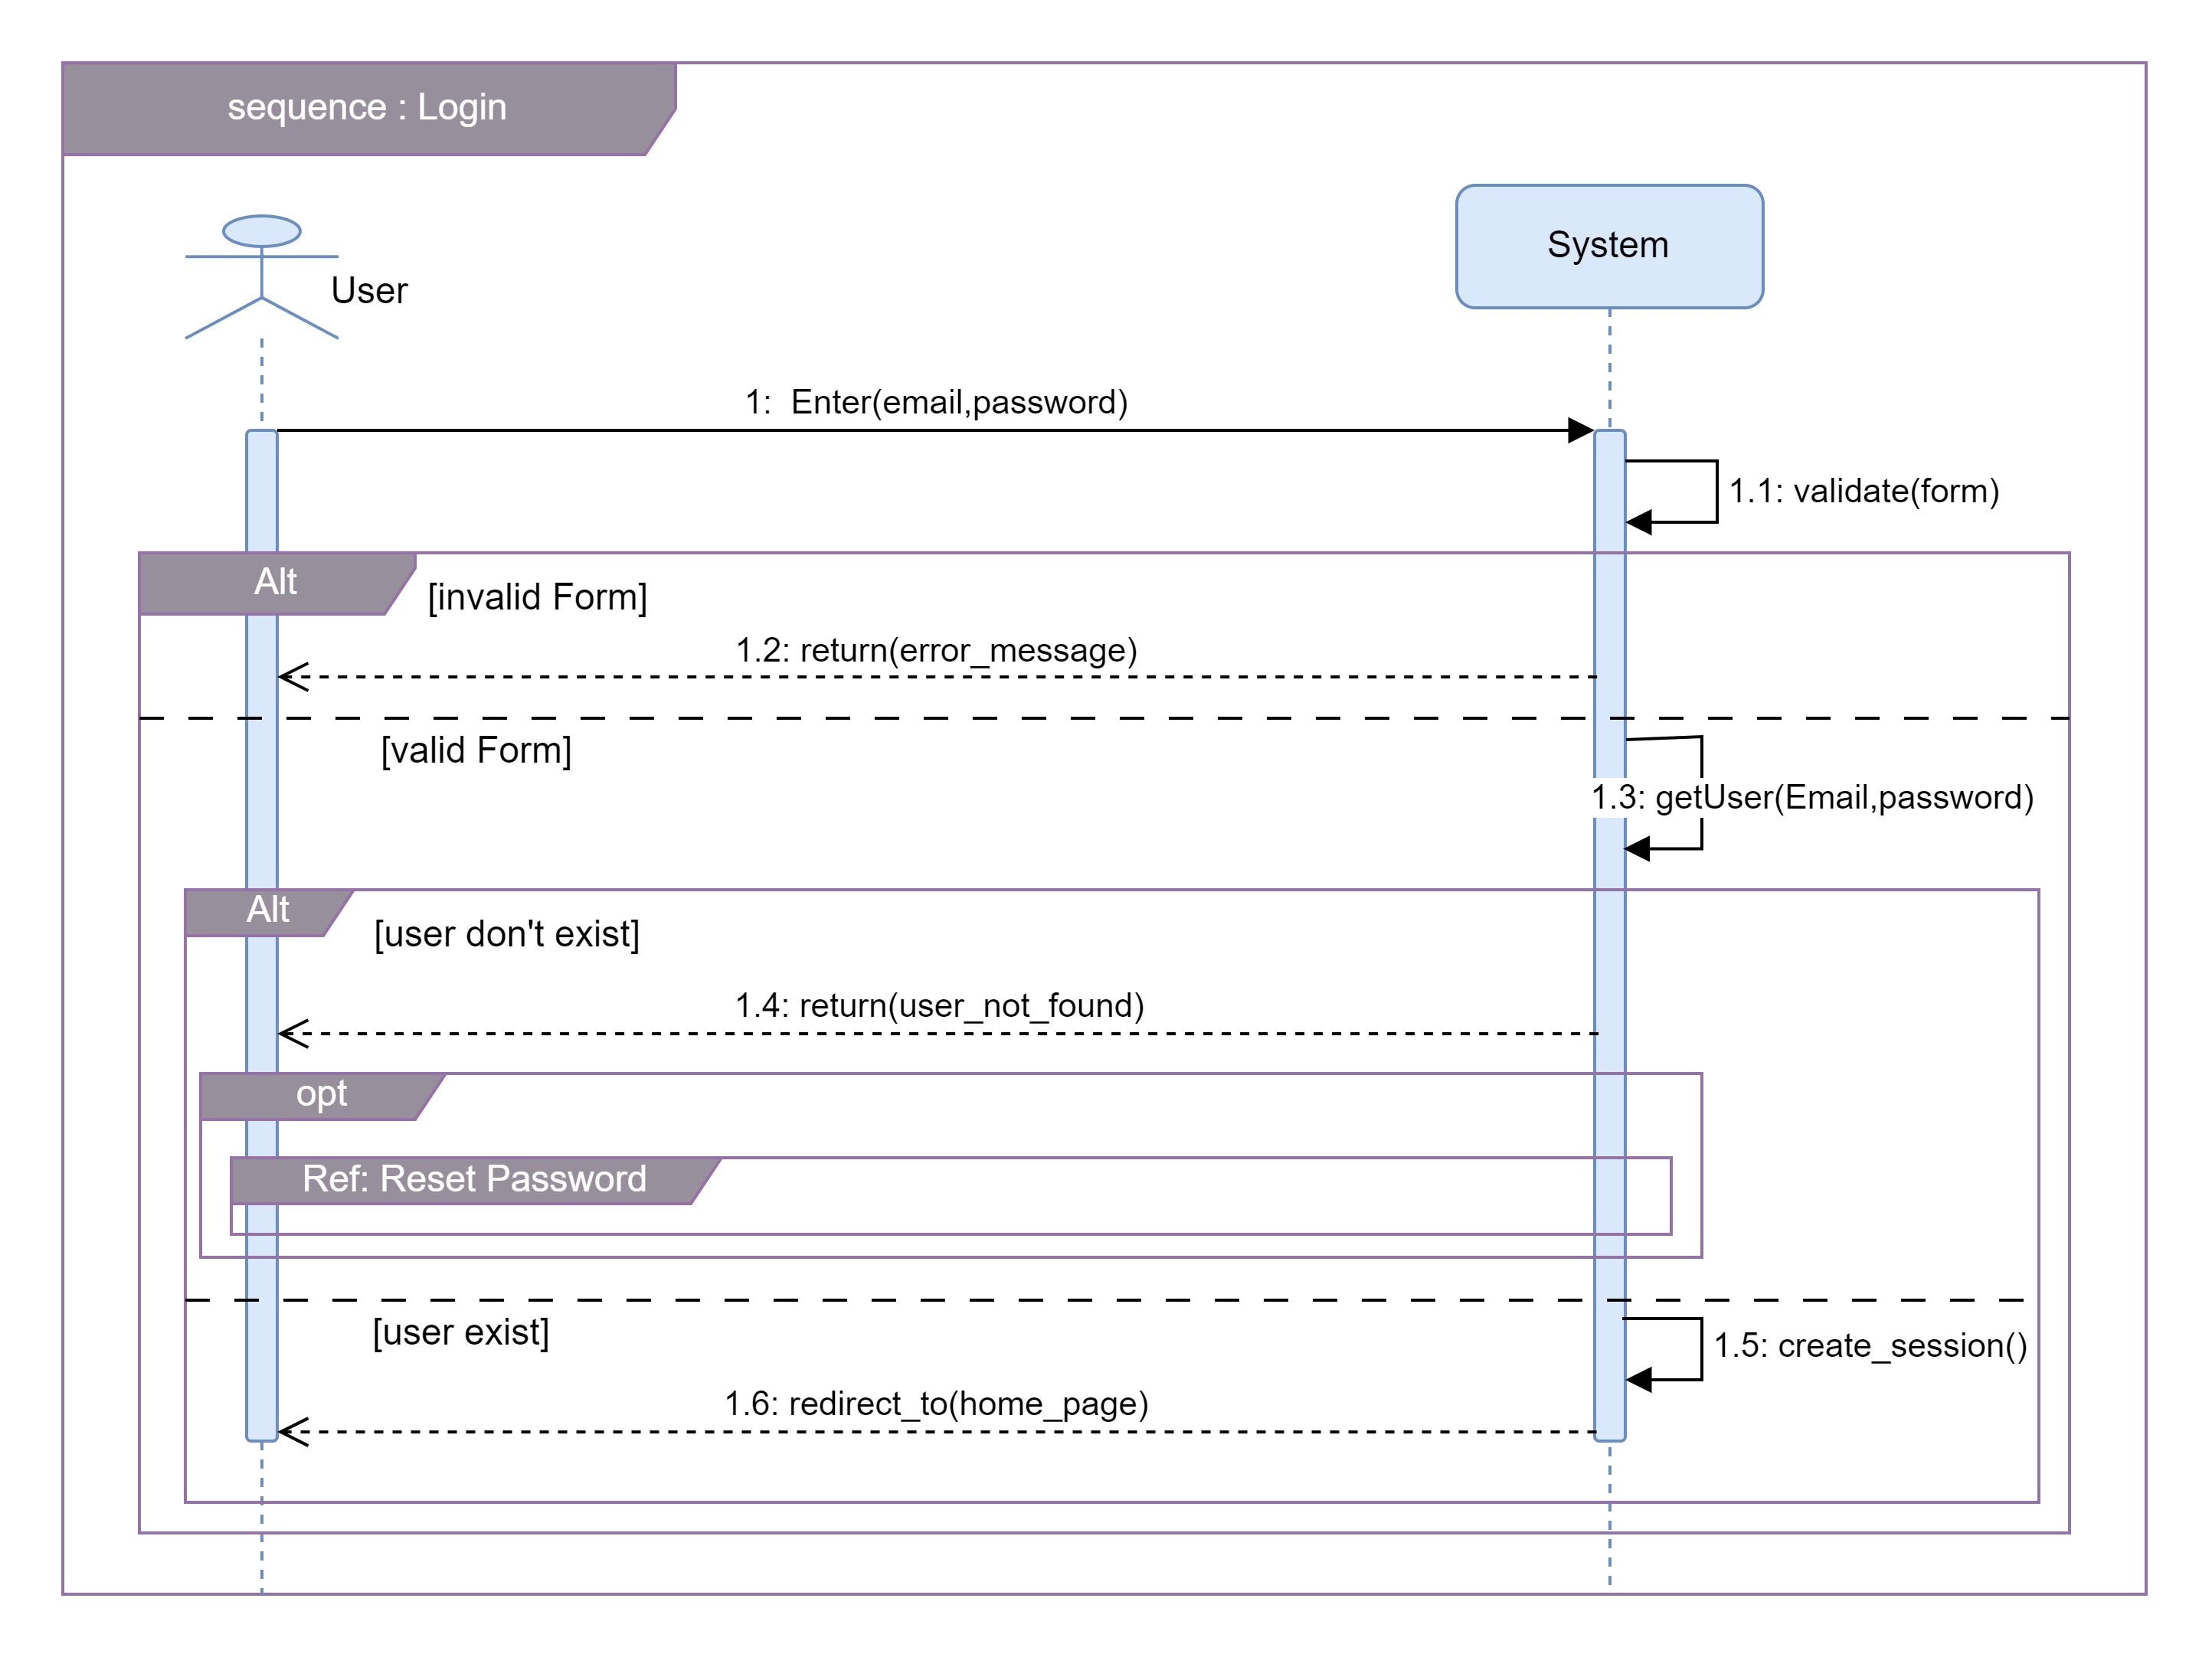 sequence : Login
System
User
1:  Enter(email,password)
1.1: validate(form)
Alt
[invalid Form]
1.2: return(error_message)
[valid Form]
1.3: getUser(Email,password)
Alt
[user don't exist]
1.4: return(user_not_found)
opt
Ref: Reset Password
[user exist]
1.5: create_session()
1.6: redirect_to(home_page)